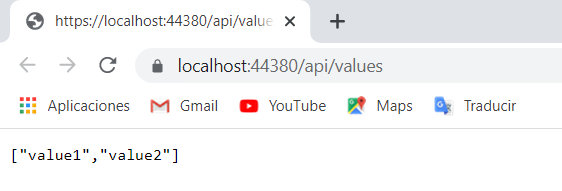 https://localhost:44380/api/value
localhost:44380/api/values
Aplicaciones Gmail YouTube Maps Traducir
["value1","value2"]